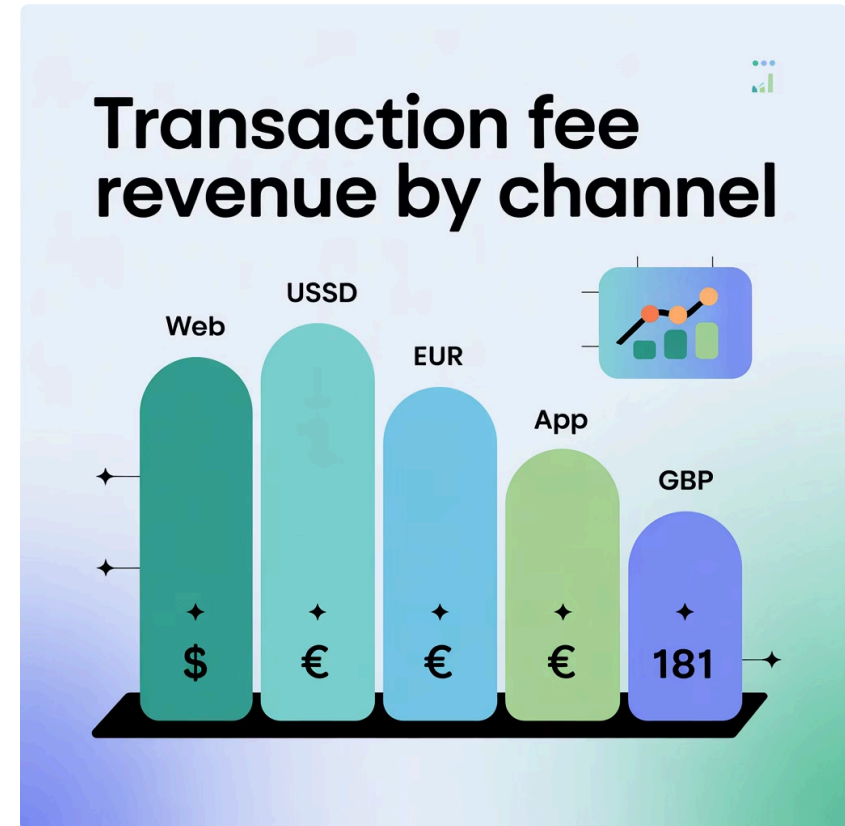 Transaction fee
revenue by channel
USSD
Web
EUR
App
GBP
$
€
€
€
181